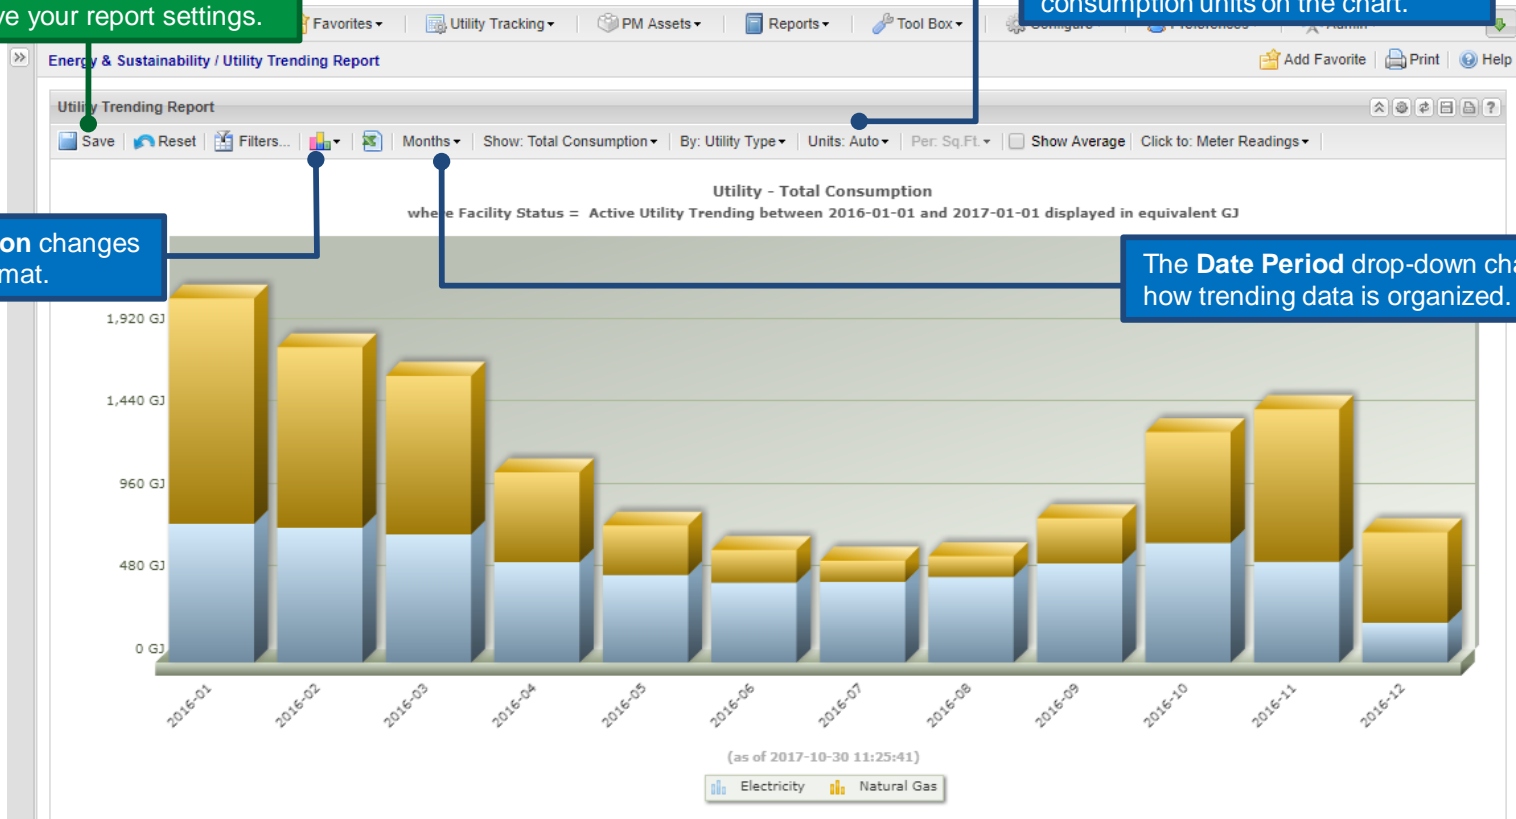 ve your report settings.
consumption units on the chart.
Favorites
Utility Tracking
PM Assets
Reports
Tool Box
Energy & Sustainability / Utility Trending Report
Add Favorite
Print
Help
Utility Trending Report
Save
Reset
Filters...
Months
Show: Total Consumption
By: Utility Type
Units: Auto
Per: Sq.Ft.
Show Average
Click to: Meter Readings
Utility - Total Consumption
where Facility Status = Active Utility Trending between 2016-01-01 and 2017-01-01 displayed in equivalent GJ
on changes
mat.
The Date Period drop-down cha
how trending data is organized.
1,920 GJ
1,440 GJ
960 GJ
480 GJ
0 GJ
2016-01
2016-02
2016-03
2016-04
2016-05
2016-06
2016-07
2016-08
2016-09
2016-10
2016-11
2016-12
(as of 2017-10-30 11:25:41)
Electricity
Natural Gas